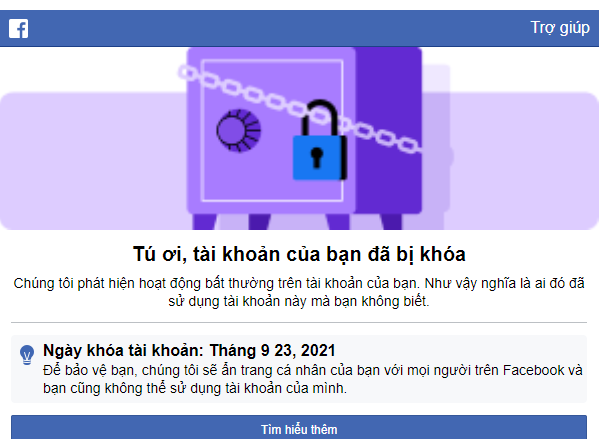 Trợ giúp
Tú ơi, tài khoản của bạn đã bị khóa
Chúng tôi phát hiện hoạt động bất thường trên tài khoản của bạn. Như vậy nghĩa là ai đó đã
sử dụng tài khoản này mà bạn không biết.
Ngày khóa tài khoản: Tháng 9 23, 2021
Để bảo vệ bạn, chúng tôi sẽ ẩn trang cá nhân của bạn với mọi người trên Facebook và
bạn cũng không thể sử dụng tài khoản của mình.
Tìm hiểu thêm